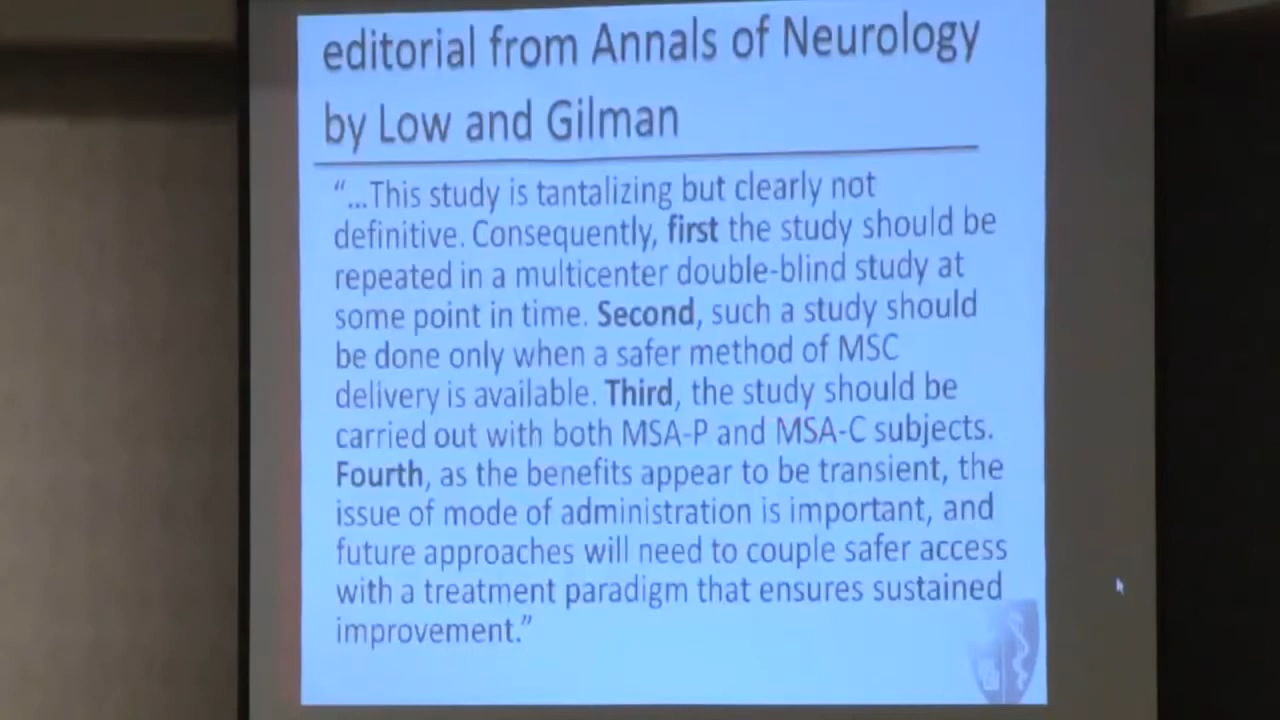 editorial from Annals of Neurology
by Low and Gilman
“...This study is tantalizing but clearly not
definitive. Consequently, first the study should be
repeated in a multicenter double-blind study at
some point in time. Second, such a study should
be done only when a safer method of MSC
delivery is available. Third, the study should be
carried out with both MSA-P and MSA-C subjects.
Fourth, as the benefits appear to be transient, the
issue of mode of administration is important, and
future approaches will need to couple safer access
with a treatment paradigm that ensures sustained
improvement.”